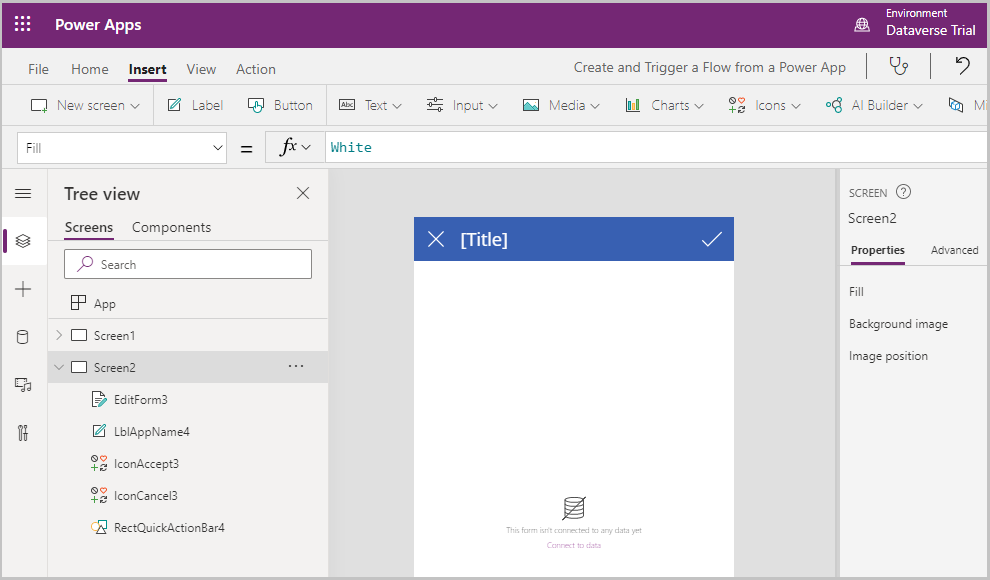 Power Apps
Environment
Dataverse Trial
File Home Insert View Action
Create and Trigger a Flow from a Power App
New screen Label Button Text Input Media Charts Icons AI Builder Mi
Fill = fx White
Tree view
Screens Components
Search
App
Screen1
Screen2
EditForm3
LblAppName4
IconAccept3
IconCancel3
RectQuickActionBar4
[Title]
This form isn't connected to any data yet
Connect to data
SCREEN ?
Screen2
Properties Advanced
Fill
Background image
Image position